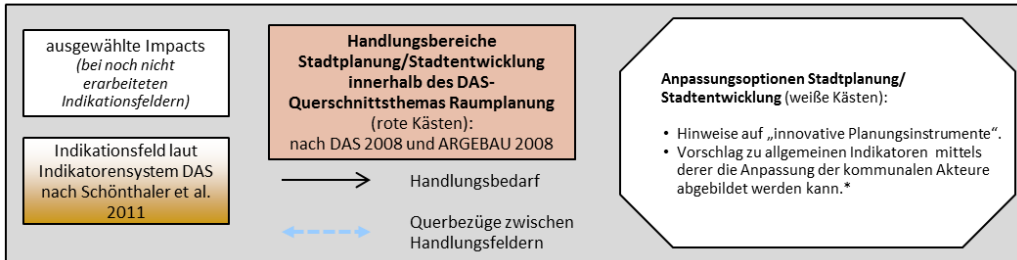 ausgewählte Impacts
(bei noch nicht
erarbeiteten
Indikationsfeldern)
Indikationsfeld laut
Indikatorensystem DAS
nach Schönthaler et al.
2011
Handlungsbereiche
Stadtplanung/Stadtentwicklung
innerhalb des DAS-
Querschnittsthemas Raumplanung
(rote Kästen):
nach DAS 2008 und ARGEBAU 2008
Handlungsbedarf
Querbezüge zwischen
Handlungsfeldern
Anpassungsoptionen Stadtplanung/
Stadtentwicklung (weiße Kästen):
• Hinweise auf „innovative Planungsinstrumente“.
• Vorschlag zu allgemeinen Indikatoren mittels
derer die Anpassung der kommunalen Akteure
abgebildet werden kann.*